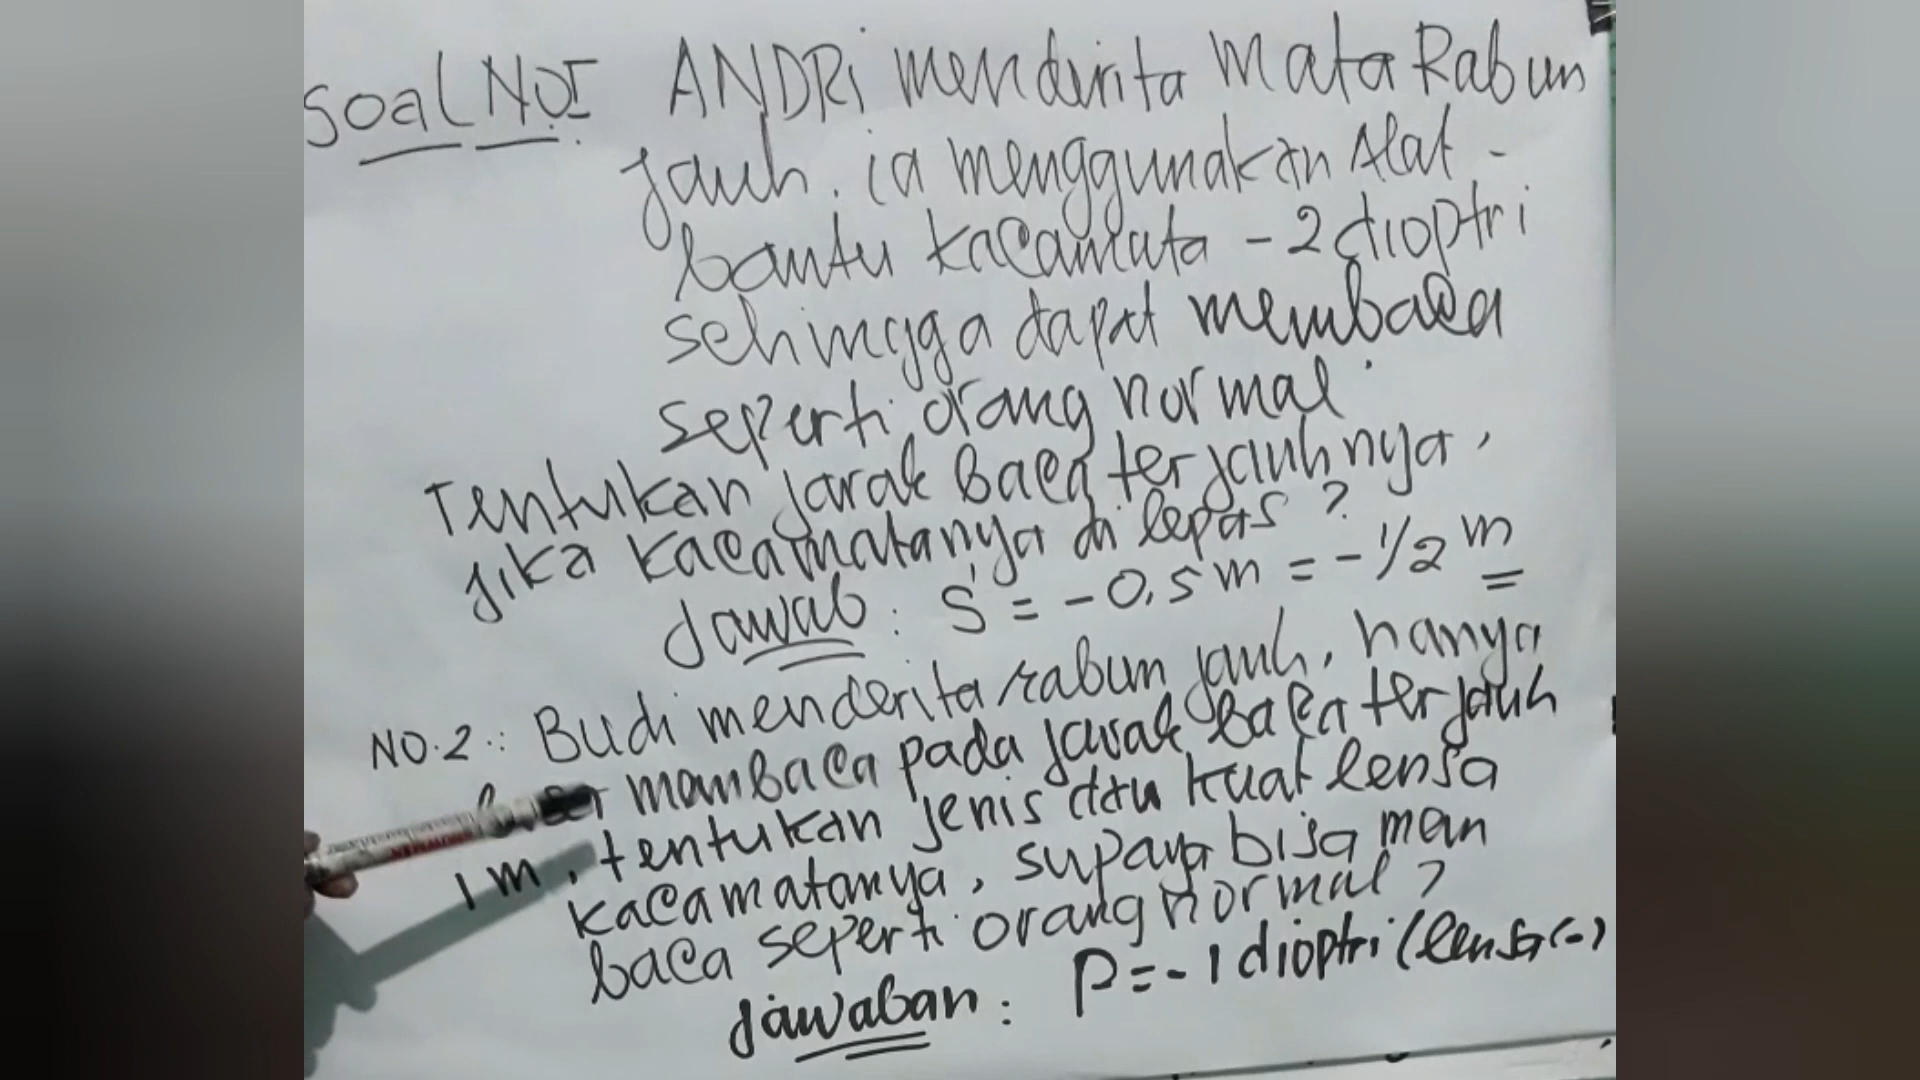 Soal NO I ANDRi menderita mata Rabun
jauh. ia menggunakan Alat -
bantu kacamata - 2 dioptri
sehingga dapat membaca
seperti orang normal.
Tentukan jarak Baca terjauhnya,
jika kacamatanya di lepas ?
Jawab : S' = - 0,5 m = - 1/2 m
NO.2 : Budi menderita rabun jauh, hanya
mambaca pada jarak baca terjauh
1 m, tentukan jenis dan kuat lensa
kacamatanya, supaya bisa mam
baca seperti orang normal ?
Jawaban : P = - 1 dioptri (lensa (-)